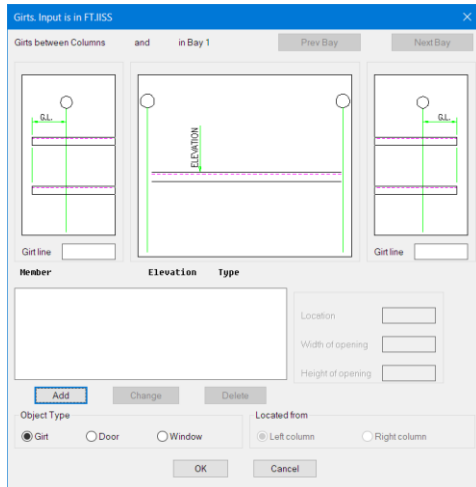 Girts. Input is in FT.IISS
Girts between Columns and in Bay 1 Prev Bay Next Bay
G.L.
ELEVATION
G.L.
Girt line
Girt line
Member Elevation Type
Location
Width of opening
Height of opening
Add Change Delete
Object Type
Girt Door Window
Located from
Left column Right column
OK Cancel